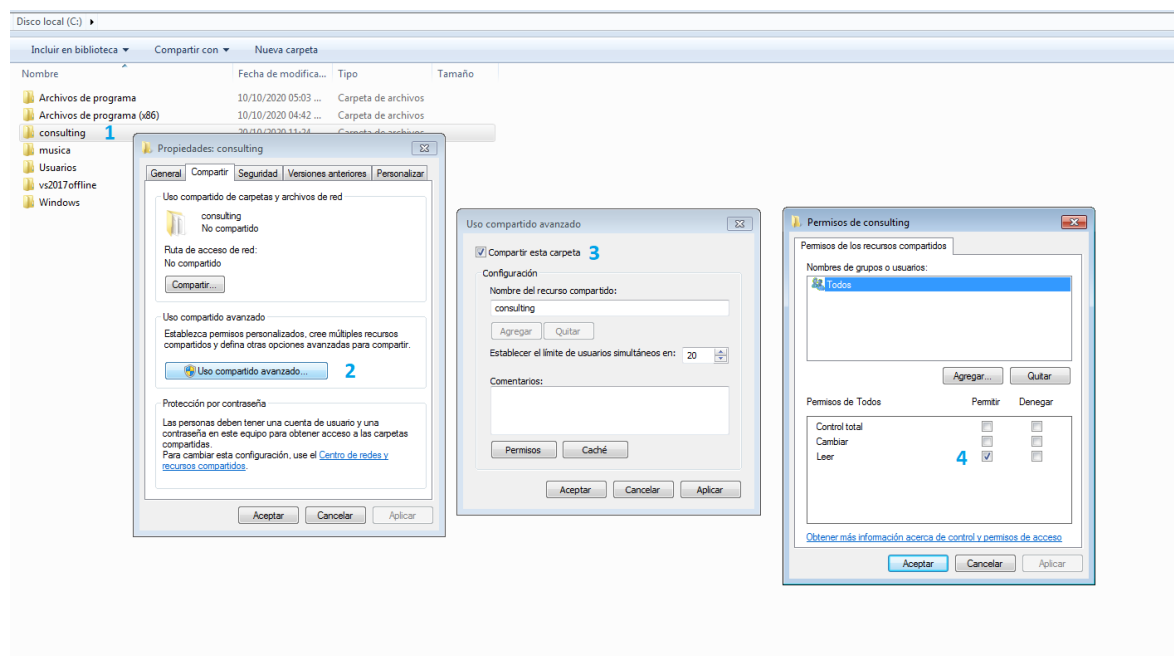 Disco local (C:)
Incluir en biblioteca Compartir con Nueva carpeta
Nombre Fecha de modifica... Tipo Tamaño
Archivos de programa 10/10/2020 05:03 ... Carpeta de archivos
Archivos de programa (x86) 10/10/2020 04:42 ... Carpeta de archivos
consulting 1 20/10/2020 11:24 Carpeta de archivos
musica
Usuarios
vs2017offline
Windows
Propiedades: consulting
General Compartir Seguridad Versiones anteriores Personalizar
Uso compartido de carpetas y archivos de red
consulting
No compartido
Ruta de acceso de red:
No compartido
Compartir...
Uso compartido avanzado
Establezca permisos personalizados, cree múltiples recursos
compartidos y defina otras opciones avanzadas para compartir.
Uso compartido avanzado... 2
Protección por contraseña
Las personas deben tener una cuenta de usuario y una
contraseña en este equipo para obtener acceso a las carpetas
compartidas.
Para cambiar esta configuración, use el Centro de redes y
recursos compartidos.
Aceptar Cancelar Aplicar
Uso compartido avanzado
Compartir esta carpeta 3
Configuración
Nombre del recurso compartido:
consulting
Agregar Quitar
Establecer el límite de usuarios simultáneos en: 20
Comentarios:
Permisos Caché
Aceptar Cancelar Aplicar
Permisos de consulting
Permisos de los recursos compartidos
Nombres de grupos o usuarios:
Todos
Agregar... Quitar
Permisos de Todos Permitir Denegar
Control total
Cambiar
Leer 4
Obtener más información acerca de control y permisos de acceso
Aceptar Cancelar Aplicar